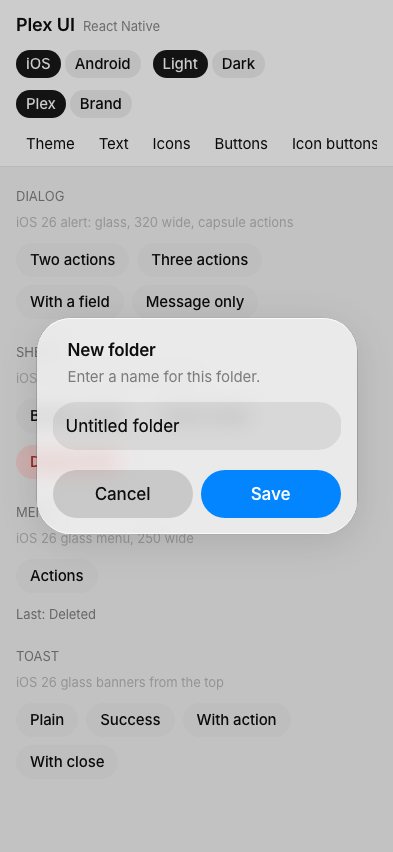 Plex UI React Native
iOS Android Light Dark
Plex Brand
Theme Text Icons Buttons Icon buttons
DIALOG
iOS 26 alert: glass, 320 wide, capsule actions
Two actions Three actions
With a field Message only
SHE
iOS
New folder
Enter a name for this folder.
Untitled folder
Cancel Save
iOS 26 glass menu, 250 wide
Actions
Last: Deleted
TOAST
iOS 26 glass banners from the top
Plain Success With action
With close